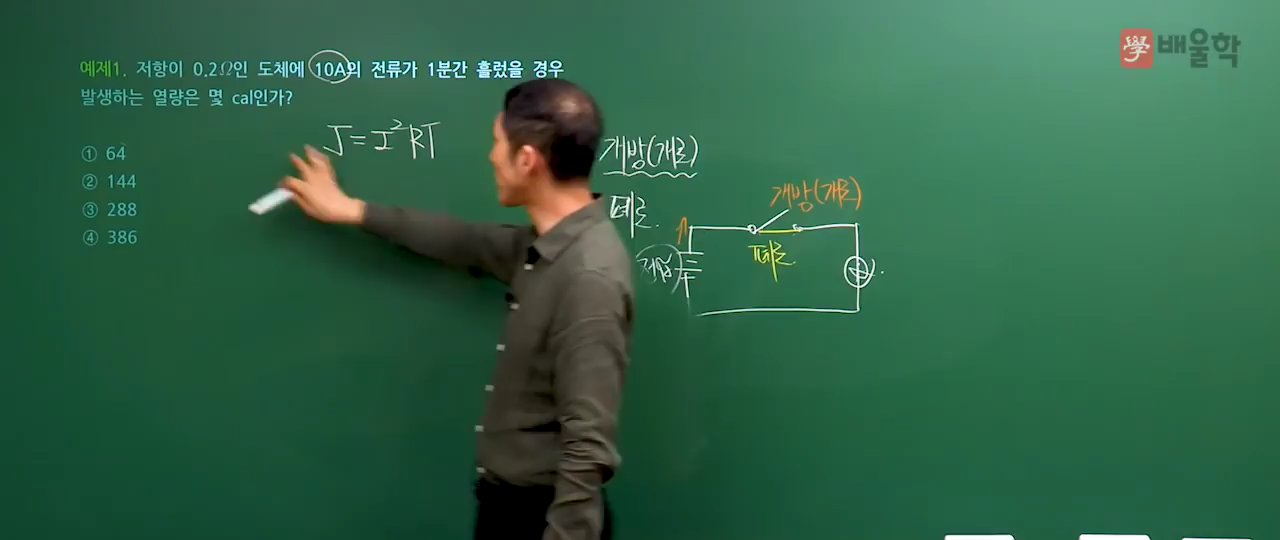 學 배울학
예제1. 저항이 0.2Ω인 도체에 10A의 전류가 1분간 흘렀을 경우
발생하는 열량은 몇 cal인가?
① 64
② 144
③ 288
④ 386
J=I²RT
개방(개로)
폐로.
개방(개로)
폐로.
전압